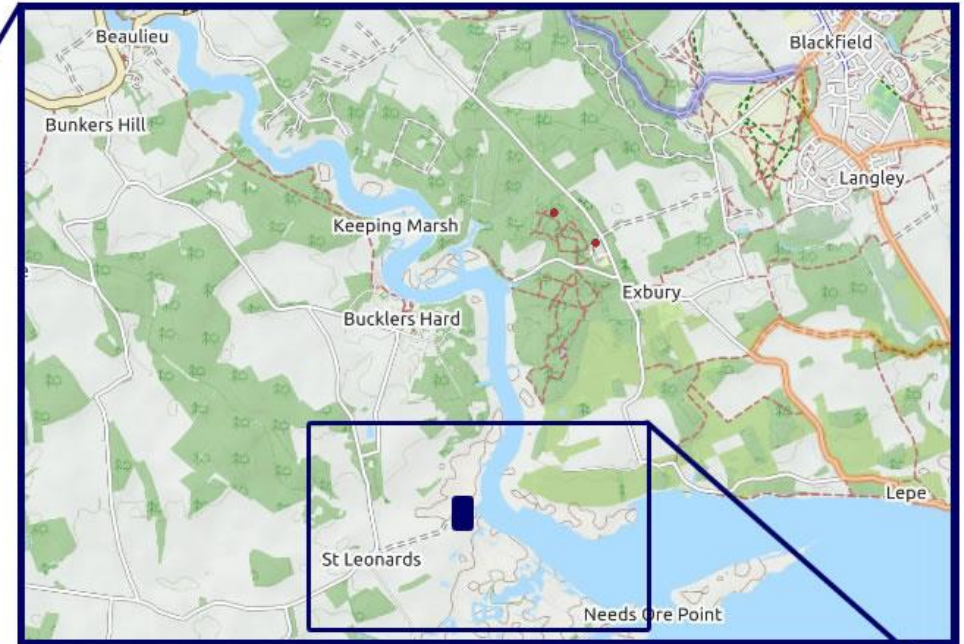 Beaulieu
Blackfield
Bunkers Hill
Langley
Keeping Marsh
Exbury
Bucklers Hard
Lepe
St Leonards
Needs Ore Point